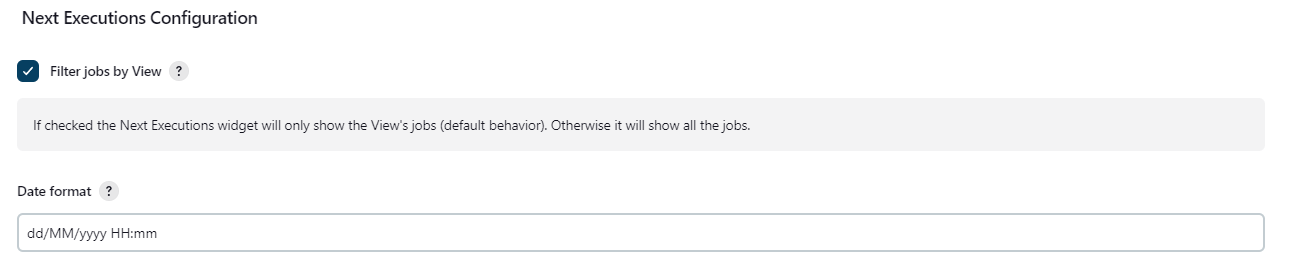 Next Executions Configuration
Filter jobs by View ?
If checked the Next Executions widget will only show the View's jobs (default behavior). Otherwise it will show all the jobs.
Date format ?
dd/MM/yyyy HH:mm